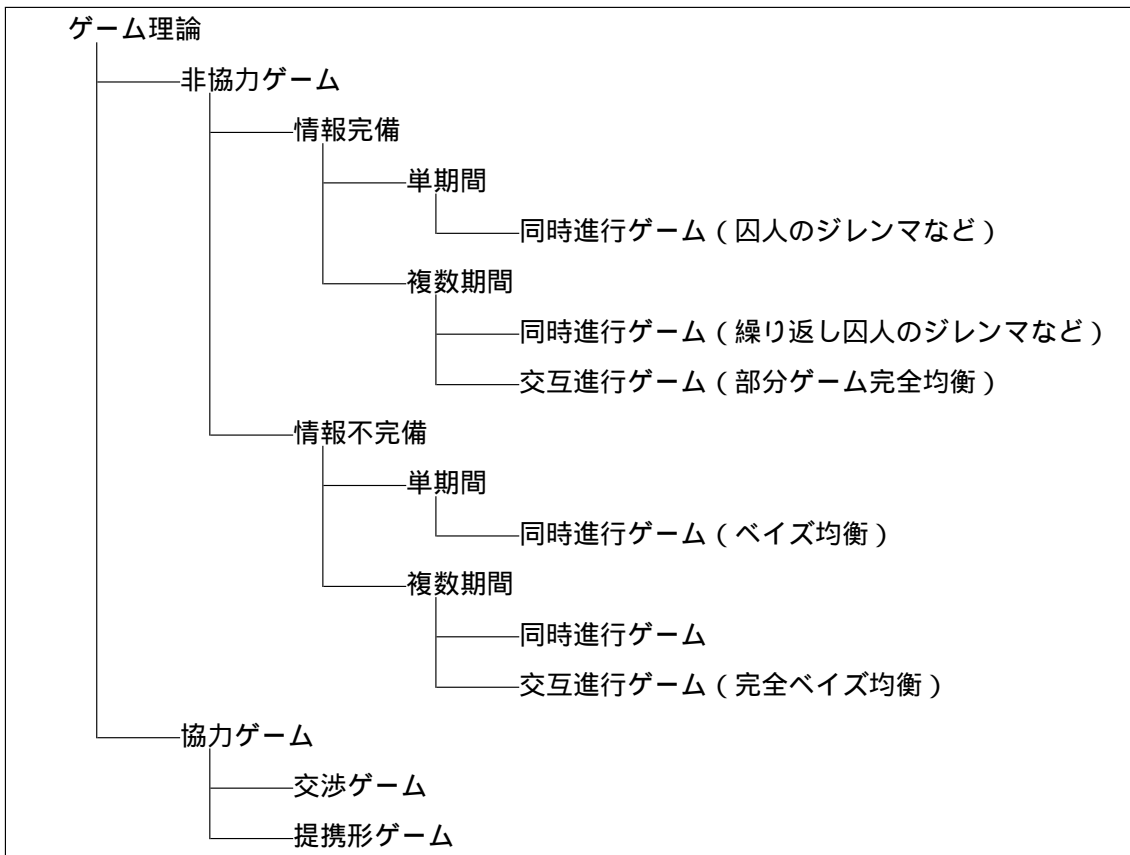 ゲーム理論
非協力ゲーム
情報完備
単期間
同時進行ゲーム(囚人のジレンマなど)
複数期間
同時進行ゲーム(繰り返し囚人のジレンマなど)
交互進行ゲーム(部分ゲーム完全均衡)
情報不完備
単期間
同時進行ゲーム(ベイズ均衡)
複数期間
同時進行ゲーム
交互進行ゲーム(完全ベイズ均衡)
協力ゲーム
交渉ゲーム
提携形ゲーム